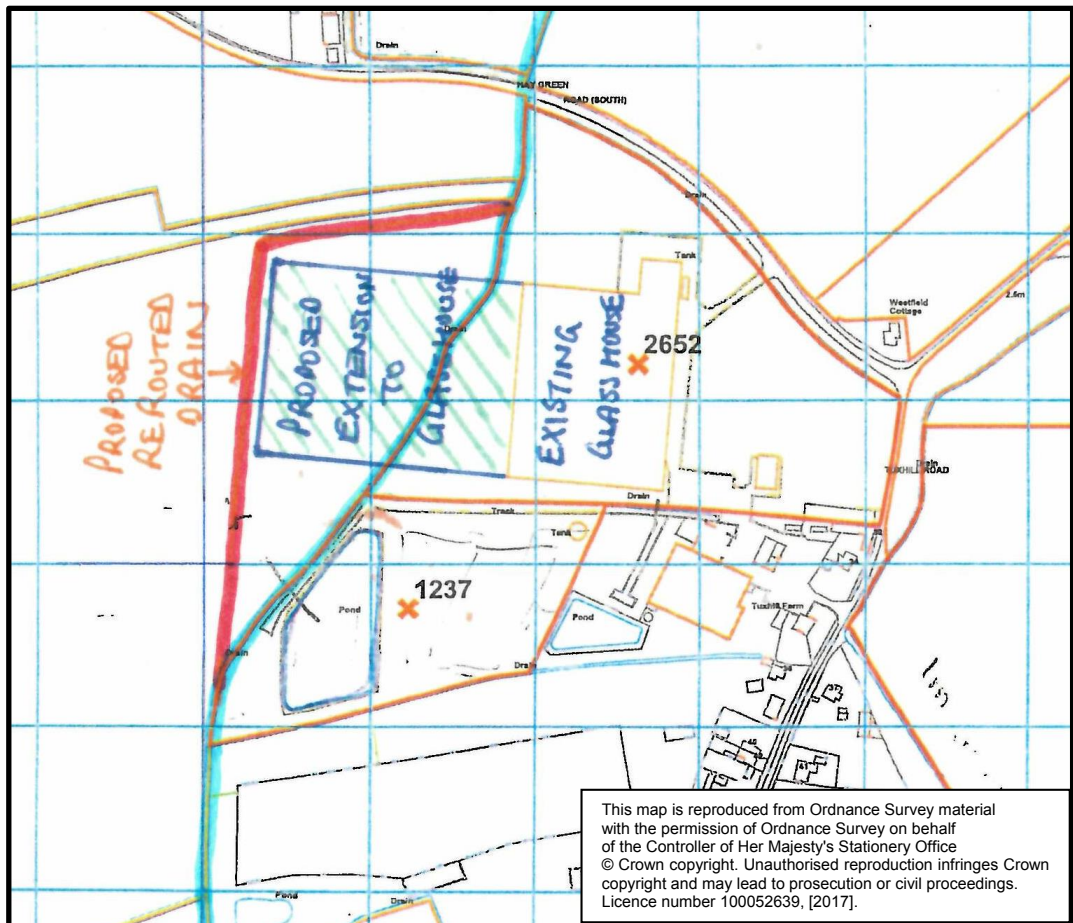 Drain
HAY GREEN
ROAD (SOUTH)
Drain
Tank
Westfield
Cottage
2.5m
PROPOSED
REROUTED
DRAIN
PROPOSED
EXTENSION
TO
GLASSHOUSE
Drain
EXISTING
GLASS HOUSE
2652
Drain
TUXHILL ROAD
Drain
Track
Tank
1237
Pond
Pond
Tuxhill Farm
Drain
Drain
36
37
45
41
Pond
Drain
This map is reproduced from Ordnance Survey material
with the permission of Ordnance Survey on behalf
of the Controller of Her Majesty's Stationery Office
© Crown copyright. Unauthorised reproduction infringes Crown
copyright and may lead to prosecution or civil proceedings.
Licence number 100052639, [2017].